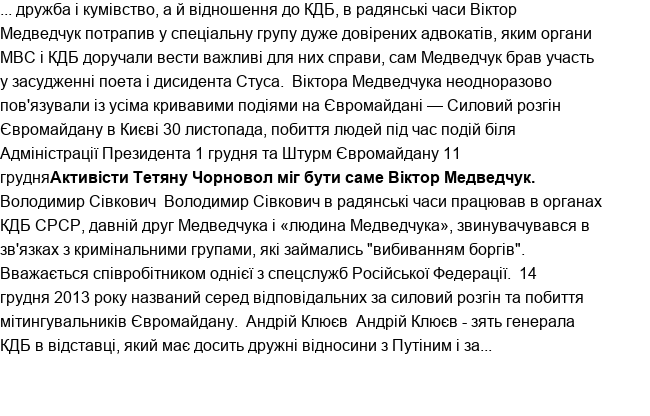 ... дружба і кумівство, а й відношення до КДБ, в радянські часи Віктор
Медведчук потрапив у спеціальну групу дуже довірених адвокатів, яким органи
МВС і КДБ доручали вести важливі для них справи, сам Медведчук брав участь
у засудженні поета і дисидента Стуса.  Віктора Медведчука неодноразово
пов'язували із усіма кривавими подіями на Євромайдані — Силовий розгін
Євромайдану в Києві 30 листопада, побиття людей під час подій біля
Адміністрації Президента 1 грудня та Штурм Євромайдану 11
грудняАктивісти Тетяну Чорновол міг бути саме Віктор Медведчук.
Володимир Сівкович  Володимир Сівкович в радянські часи працював в органах
КДБ СРСР, давній друг Медведчука і «людина Медведчука», звинувачувався в
зв'язках з кримінальними групами, які займались "вибиванням боргів".
Вважається співробітником однієї з спецслужб Російської Федерації.  14
грудня 2013 року названий серед відповідальних за силовий розгін та побиття
мітингувальників Євромайдану.  Андрій Клюєв  Андрій Клюєв - зять генерала
КДБ в відставці, який має досить дружні відносини з Путіним і за...